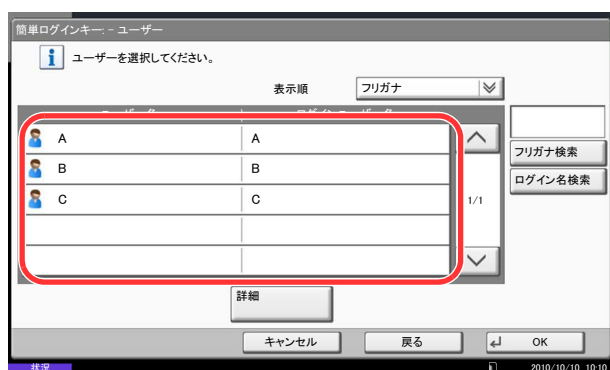 簡単ログインキー: - ユーザー
ユーザーを選択してください。
表示順 フリガナ
A A
B B
C C
1/1
フリガナ検索
ログイン名検索
詳細
キャンセル 戻る OK
状況 2010/10/10 10:10